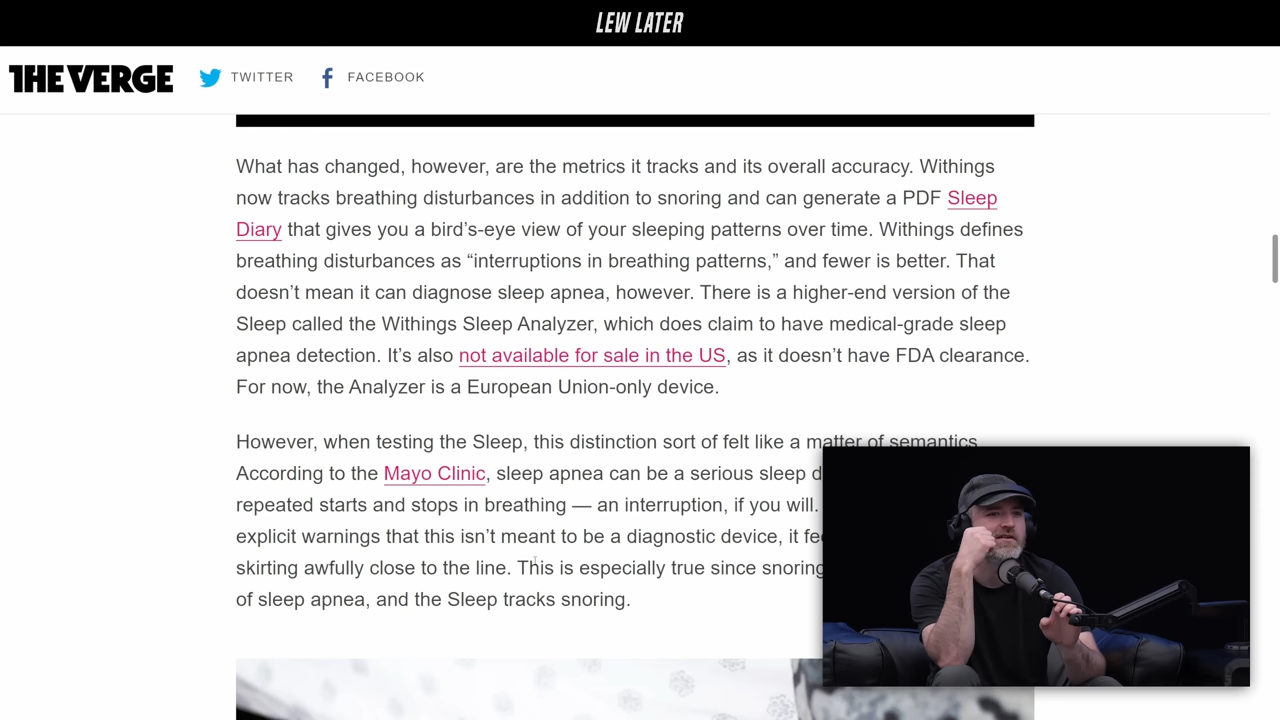 LEW LATER
THE VERGE TWITTER FACEBOOK
What has changed, however, are the metrics it tracks and its overall accuracy. Withings
now tracks breathing disturbances in addition to snoring and can generate a PDF Sleep
Diary that gives you a bird’s-eye view of your sleeping patterns over time. Withings defines
breathing disturbances as “interruptions in breathing patterns,” and fewer is better. That
doesn’t mean it can diagnose sleep apnea, however. There is a higher-end version of the
Sleep called the Withings Sleep Analyzer, which does claim to have medical-grade sleep
apnea detection. It’s also not available for sale in the US, as it doesn’t have FDA clearance.
For now, the Analyzer is a European Union-only device.
However, when testing the Sleep, this distinction sort of felt like a matter of semantics.
According to the Mayo Clinic, sleep apnea can be a serious sleep
repeated starts and stops in breathing — an interruption, if you will.
explicit warnings that this isn’t meant to be a diagnostic device, it
skirting awfully close to the line. This is especially true since snoring
of sleep apnea, and the Sleep tracks snoring.